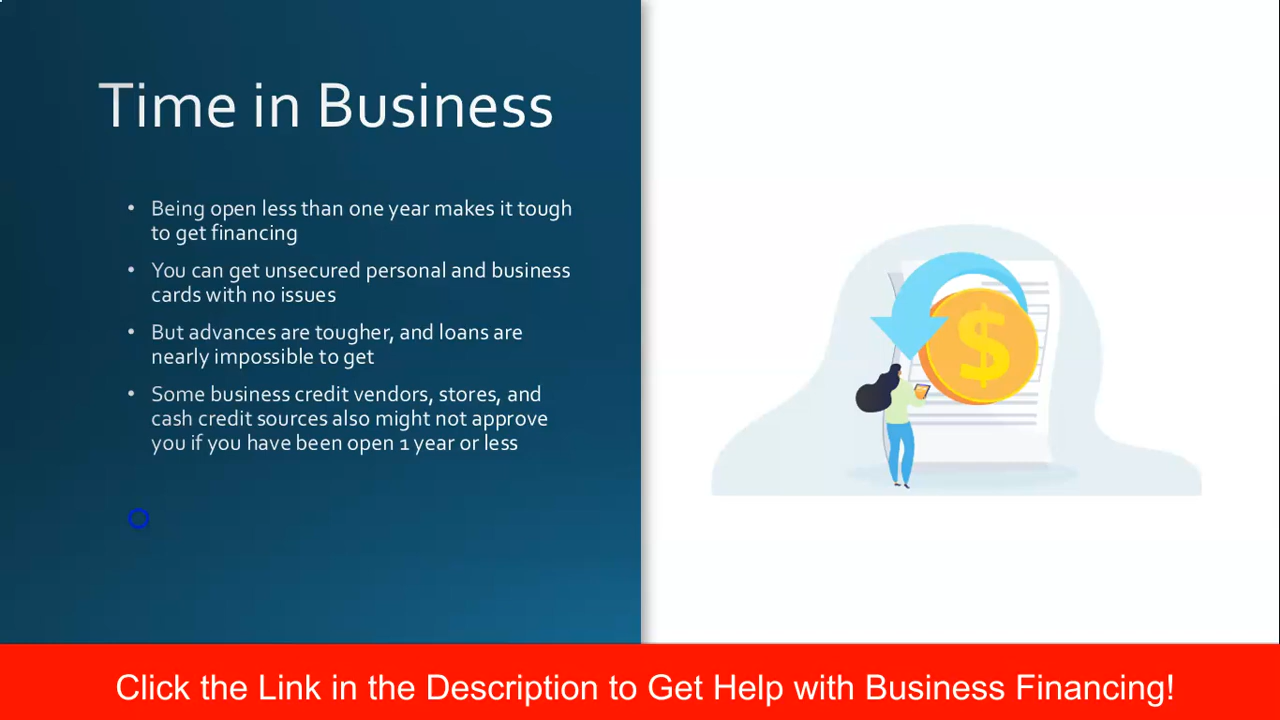 Time in Business
• Being open less than one year makes it tough
to get financing
• You can get unsecured personal and business
cards with no issues
• But advances are tougher, and loans are
nearly impossible to get
• Some business credit vendors, stores, and
cash credit sources also might not approve
you if you have been open 1 year or less
$
Click the Link in the Description to Get Help with Business Financing!